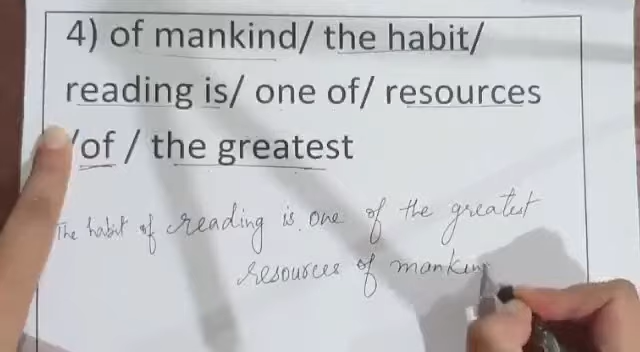 4) of mankind/ the habit/
reading is/ one of/ resources
/of / the greatest
The habit of reading is one of the greatest
resources of mankin